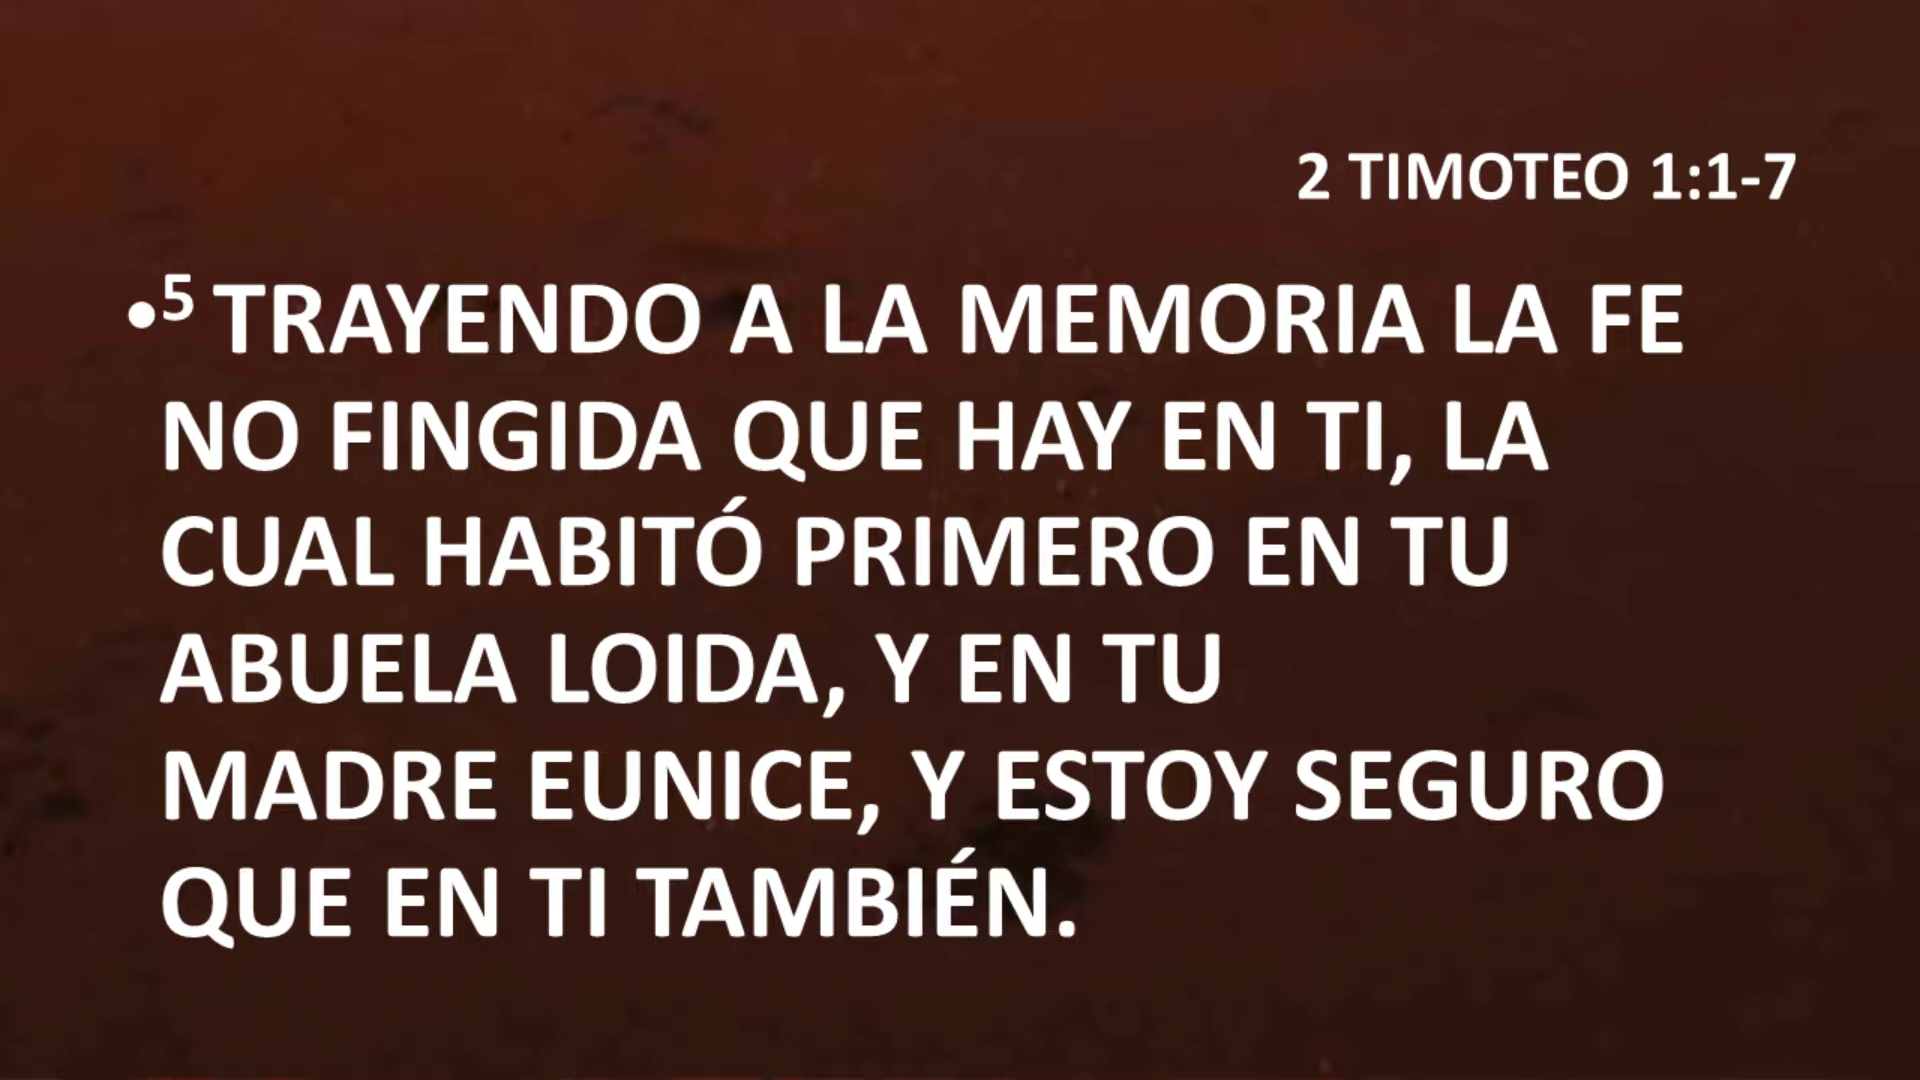 2 TIMOTEO 1:1-7
•5 TRAYENDO A LA MEMORIA LA FE
NO FINGIDA QUE HAY EN TI, LA
CUAL HABITÓ PRIMERO EN TU
ABUELA LOIDA, Y EN TU
MADRE EUNICE, Y ESTOY SEGURO
QUE EN TI TAMBIÉN.